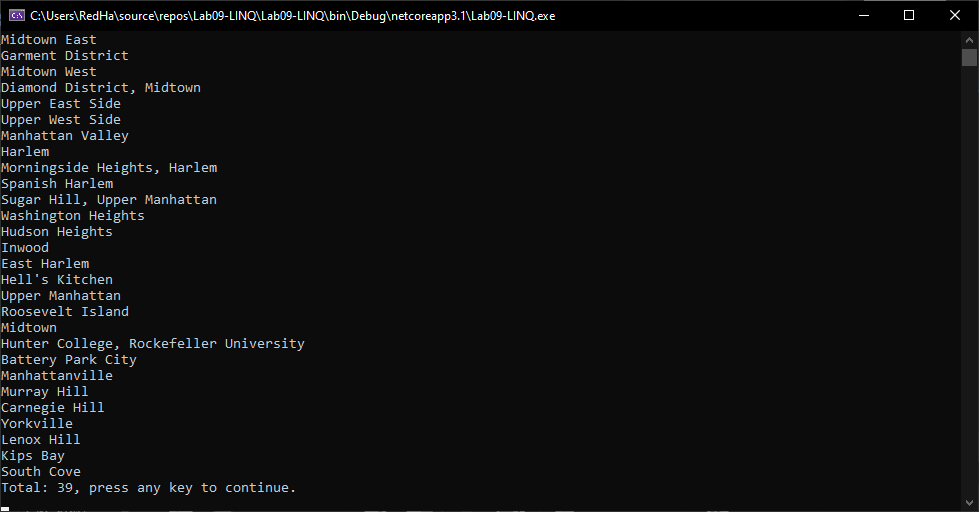 C:\Users\RedHa\source\repos\Lab09-LINQ\Lab09-LINQ\bin\Debug\netcoreapp3.1\Lab09-LINQ.exe
Midtown East
Garment District
Midtown West
Diamond District, Midtown
Upper East Side
Upper West Side
Manhattan Valley
Harlem
Morningside Heights, Harlem
Spanish Harlem
Sugar Hill, Upper Manhattan
Washington Heights
Hudson Heights
Inwood
East Harlem
Hell's Kitchen
Upper Manhattan
Roosevelt Island
Midtown
Hunter College, Rockefeller University
Battery Park City
Manhattanville
Murray Hill
Carnegie Hill
Yorkville
Lenox Hill
Kips Bay
South Cove
Total: 39, press any key to continue.